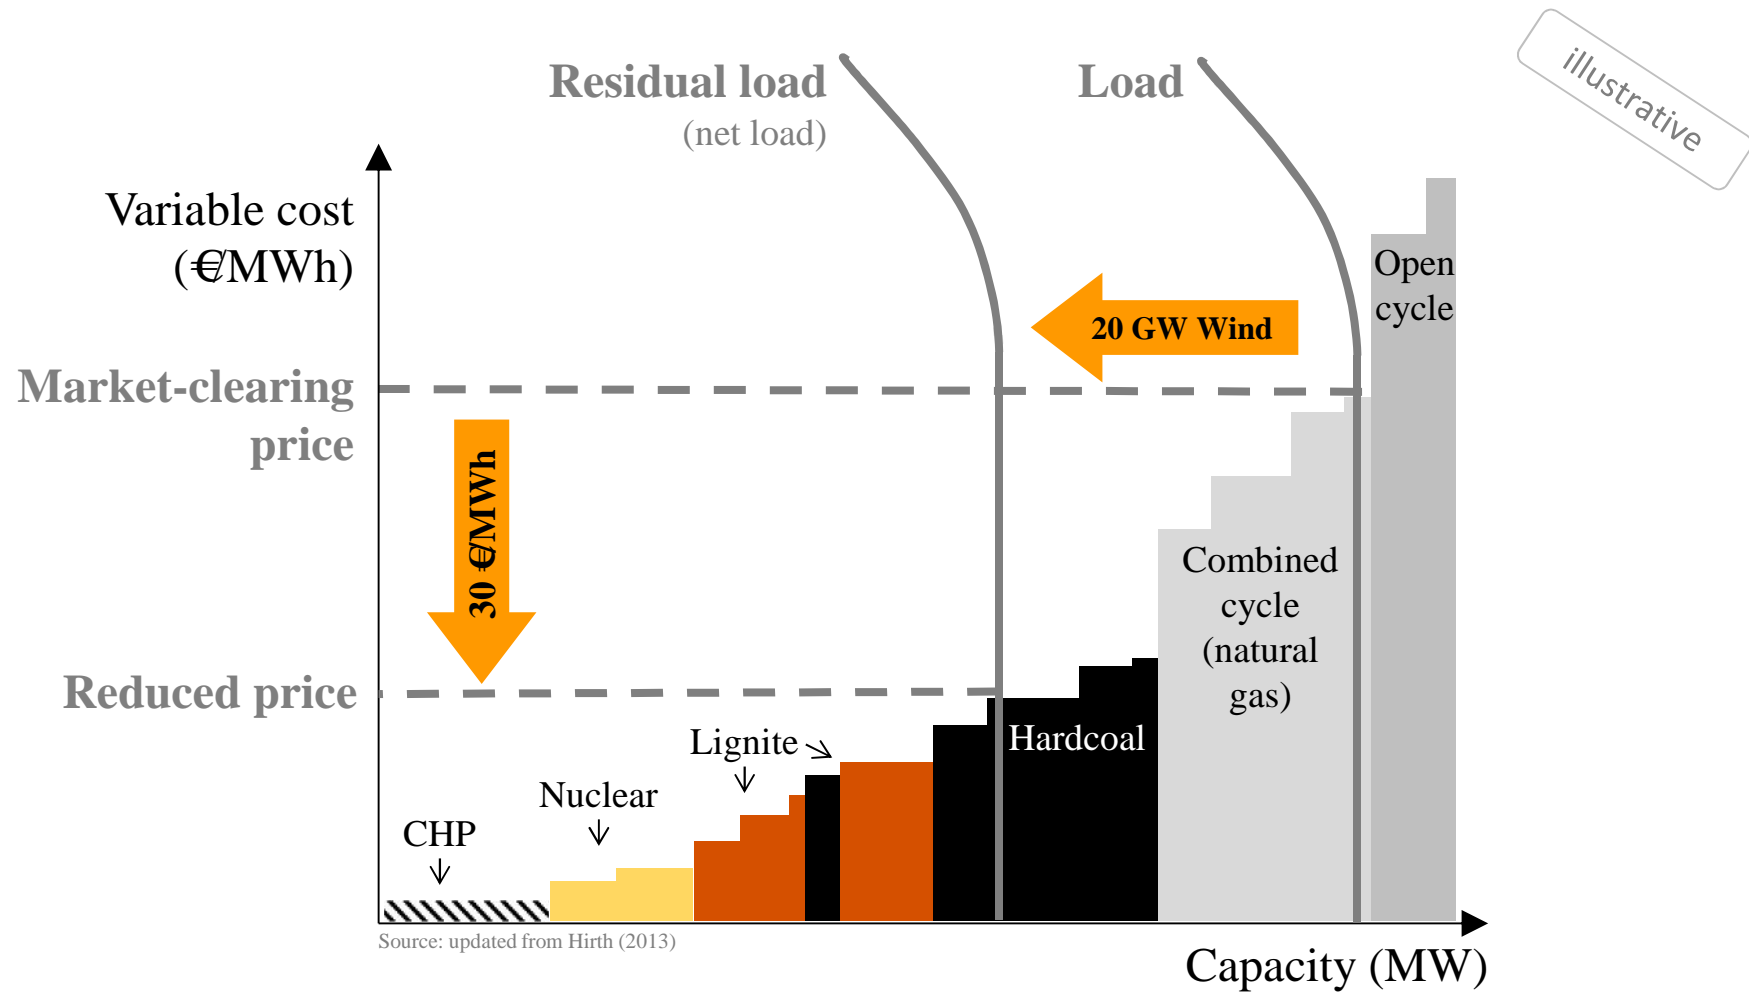 illustrative
Residual load
(net load)
Load
Variable cost
(€/MWh)
Open
cycle
20 GW Wind
Market-clearing
price
30 €/MWh
Combined
cycle
(natural
gas)
Reduced price
Hardcoal
Lignite
Nuclear
CHP
Source: updated from Hirth (2013)
Capacity (MW)